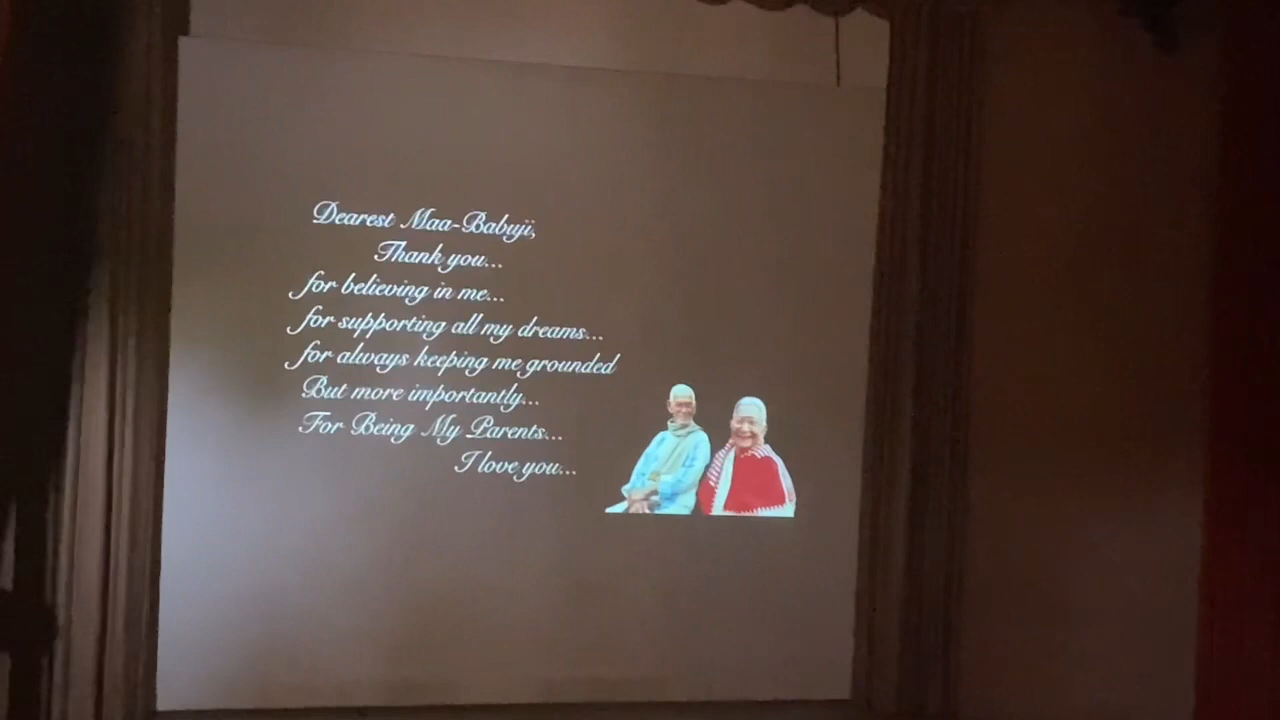 Dearest Maa-Babuji,
Thank you...
for believing in me...
for supporting all my dreams...
for always keeping me grounded
But more importantly...
For Being My Parents...
I love you...